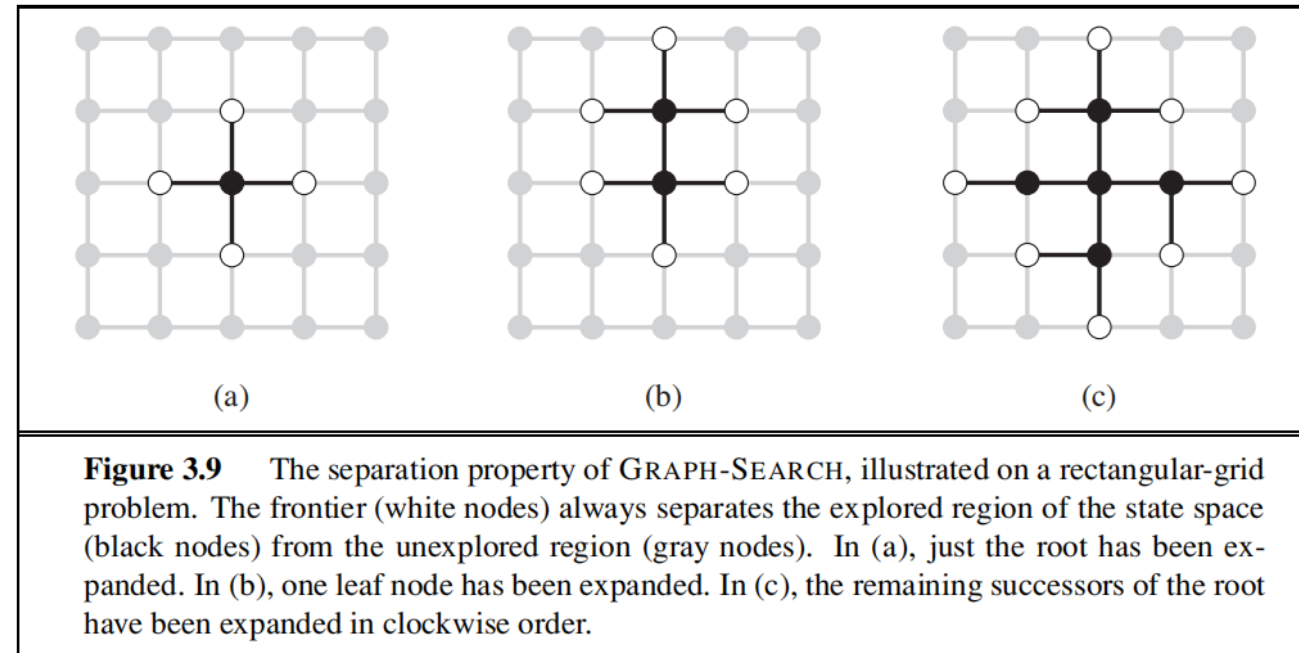 (a)
(b)
(c)
Figure 3.9 The separation property of GRAPH-SEARCH, illustrated on a rectangular-grid
problem. The frontier (white nodes) always separates the explored region of the state space
(black nodes) from the unexplored region (gray nodes). In (a), just the root has been ex-
panded. In (b), one leaf node has been expanded. In (c), the remaining successors of the root
have been expanded in clockwise order.